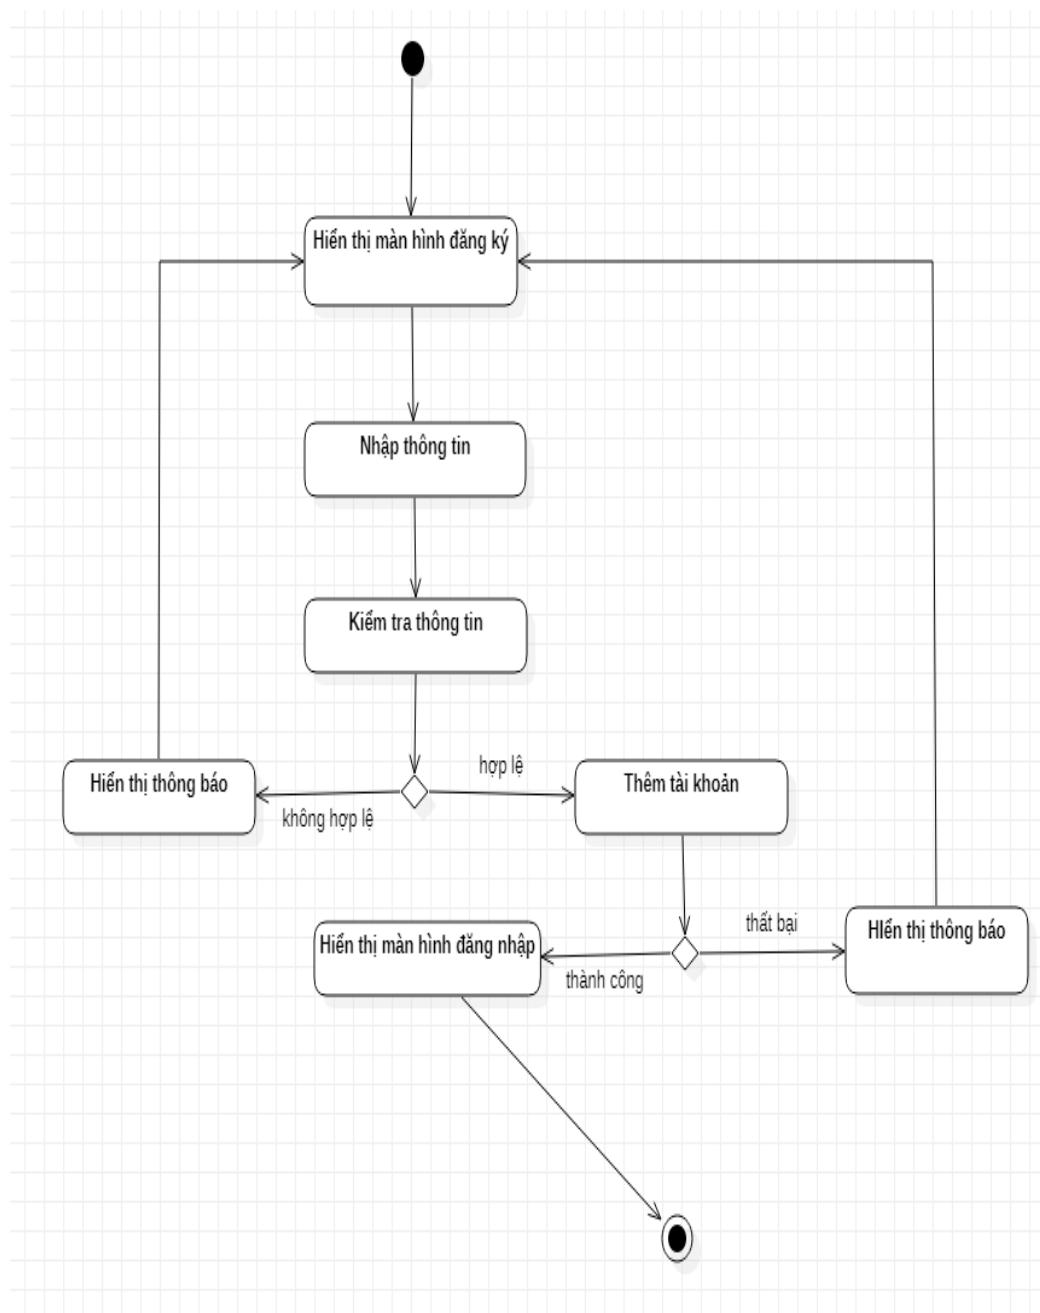 Hiển thị màn hình đăng ký
Nhập thông tin
Kiểm tra thông tin
hợp lệ
Hiển thị thông báo
Thêm tài khoản
không hợp lệ
thất bại
HIển thị thông báo
Hiển thị màn hình đăng nhập
thành công